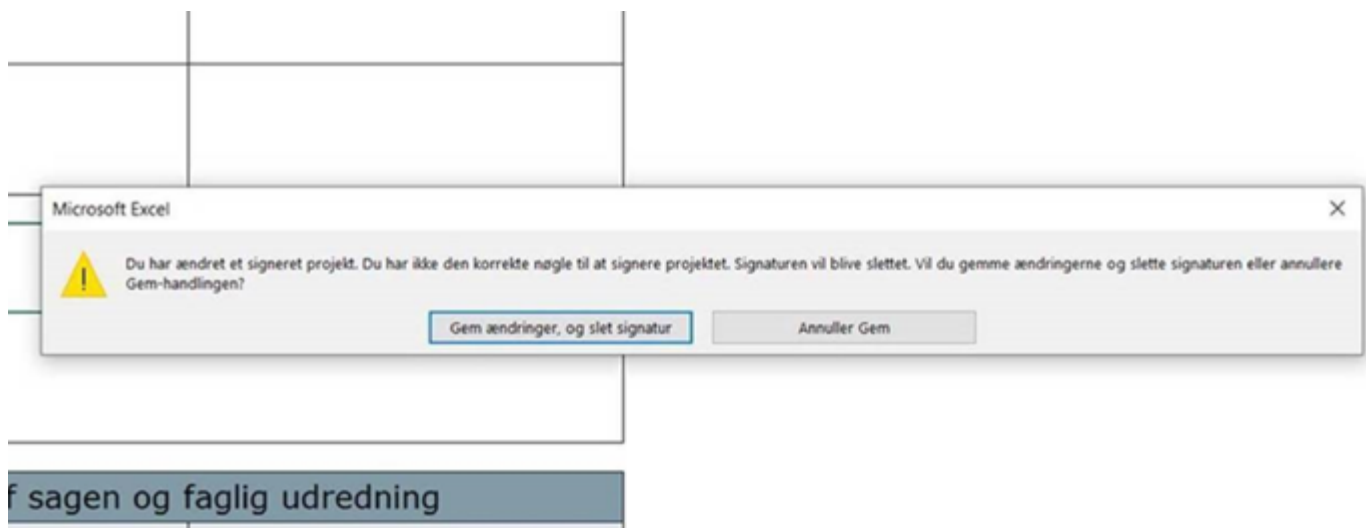 Microsoft Excel
Du har ændret et signeret projekt. Du har ikke den korrekte nøgle til at signere projektet. Signaturen vil blive slettet. Vil du gemme ændringerne og slette signaturen eller annullere
Gem-handlingen?
Gem ændringer, og slet signatur
Annuller Gem
f sagen og faglig udredning